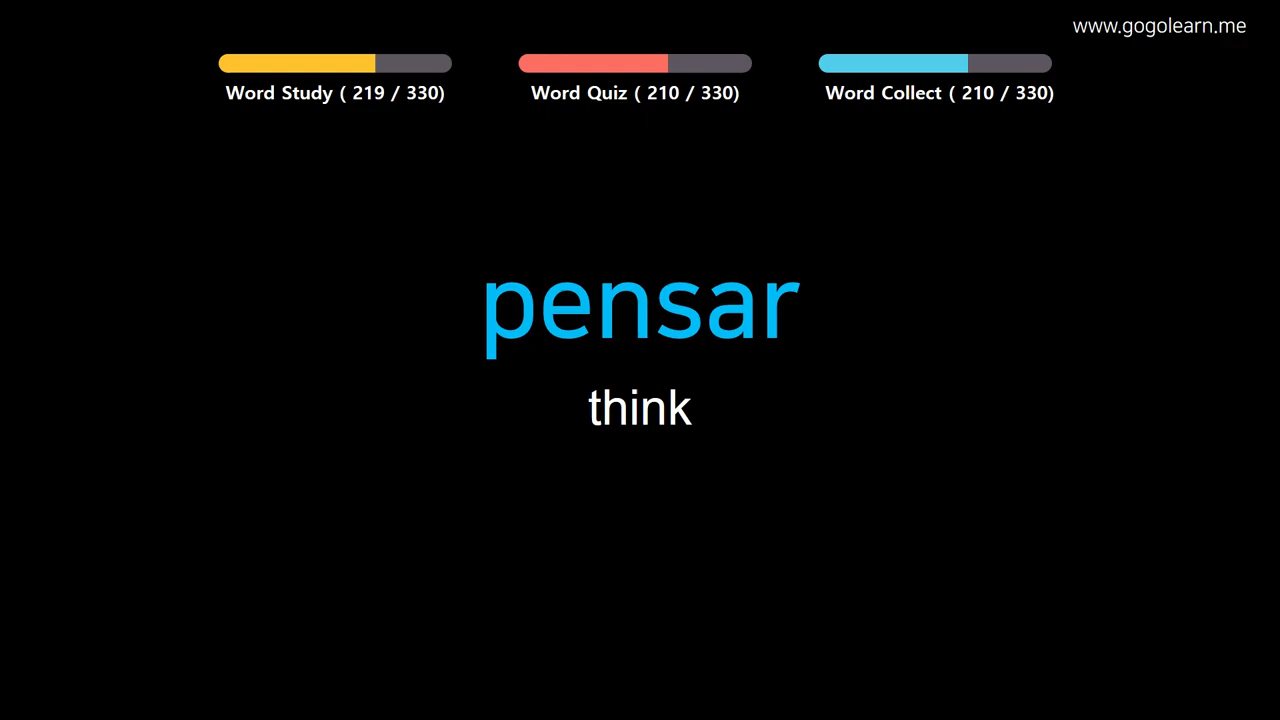 www.gogolearn.me
Word Study ( 219 / 330)
Word Quiz ( 210 / 330)
Word Collect ( 210 / 330)
pensar
think